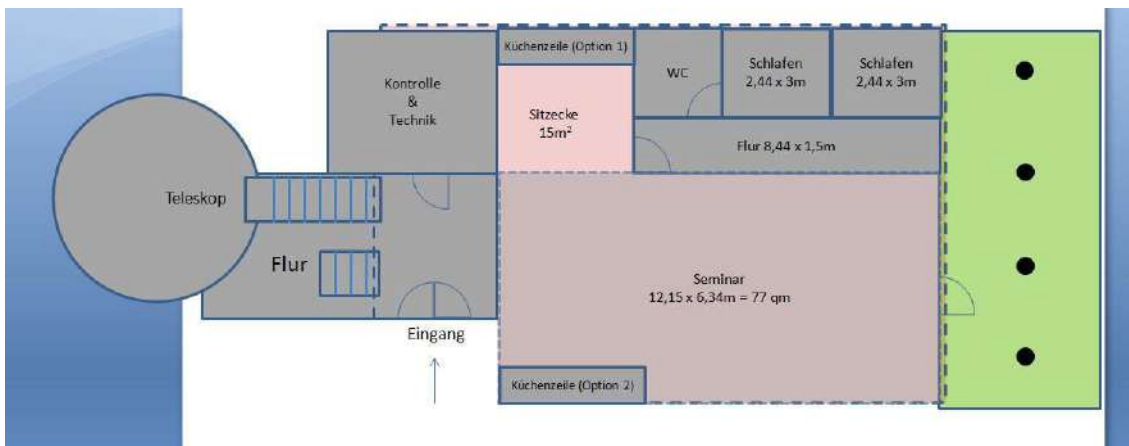 Küchenzeile (Option 1)
Kontrolle
&
Technik
Sitzecke
15m²
WC
Schlafen
2,44 x 3m
Schlafen
2,44 x 3m
Flur 8,44 x 1,5m
Teleskop
Flur
Eingang
Seminar
12,15 x 6,34m = 77 qm
Küchenzeile (Option 2)